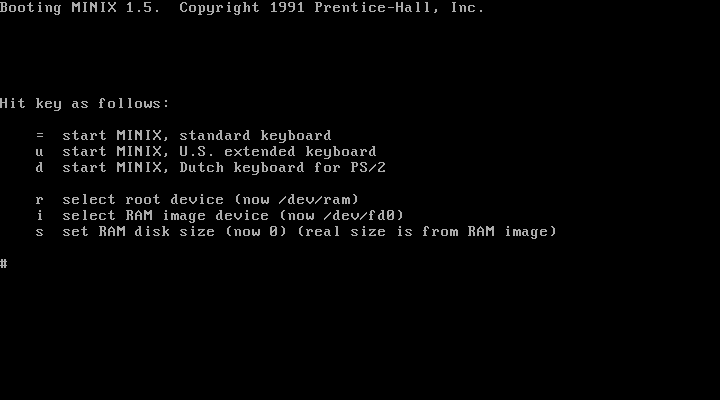 Booting MINIX 1.5.  Copyright 1991 Prentice-Hall, Inc.
Hit key as follows:
=  start MINIX, standard keyboard
u  start MINIX, U.S. extended keyboard
d  start MINIX, Dutch keyboard for PS/2
r  select root device (now /dev/ram)
i  select RAM image device (now /dev/fd0)
s  set RAM disk size (now 0) (real size is from RAM image)
#